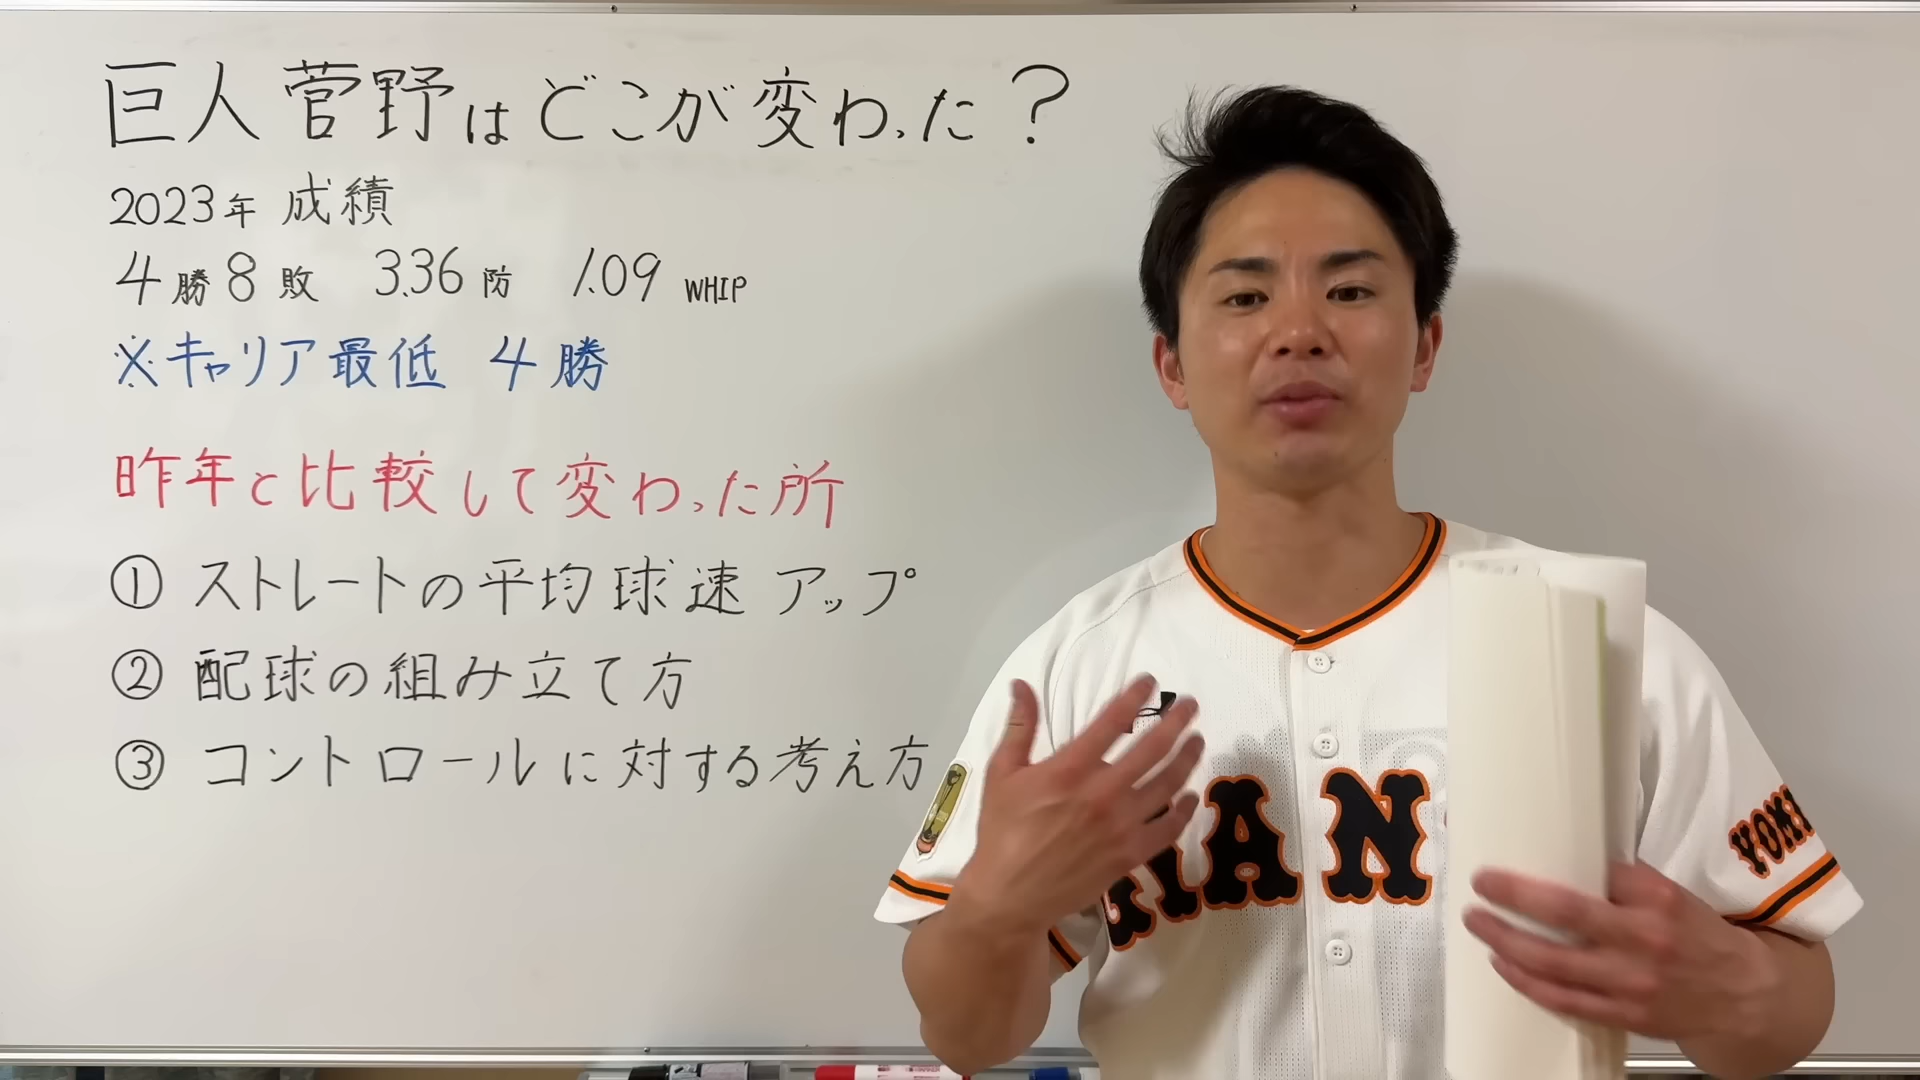 巨人菅野はどこが変わった?
2023年 成績
4勝8敗 3.36防 1.09 WHIP
※キャリア最低 4勝
昨年と比較して変わった所
① ストレートの平均球速アップ
② 配球の組み立て方
③ コントロールに対する考え方
GIAN
YOMI